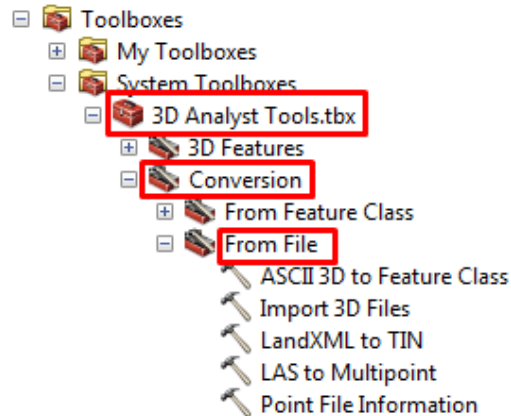 Toolboxes
My Toolboxes
System Toolboxes
3D Analyst Tools.tbx
3D Features
Conversion
From Feature Class
From File
ASCII 3D to Feature Class
Import 3D Files
LandXML to TIN
LAS to Multipoint
Point File Information